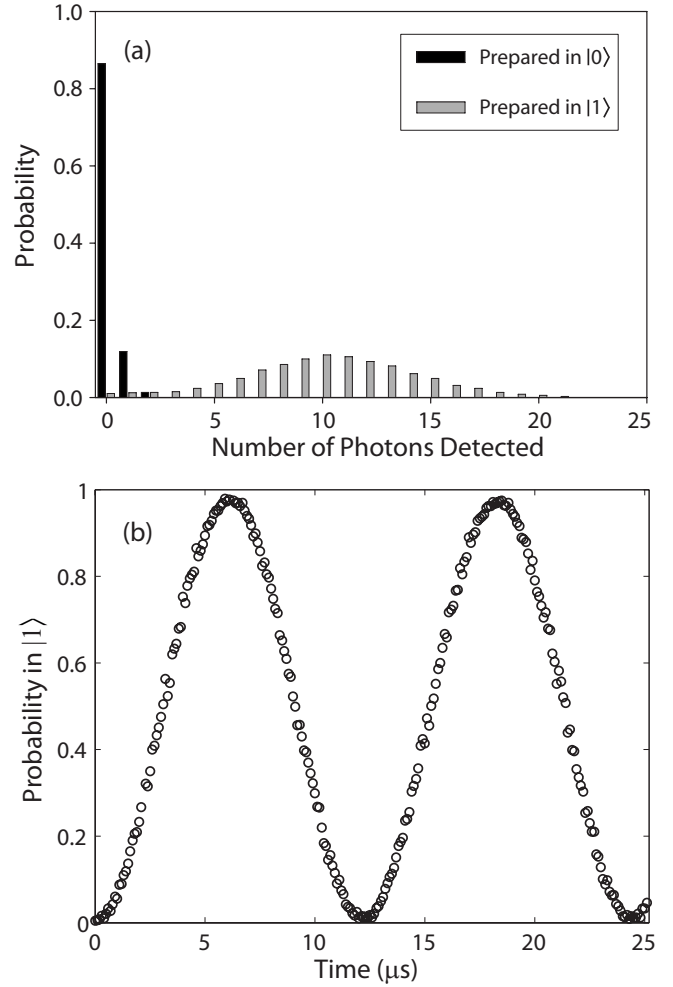 1.0
(a)
Prepared in |0⟩
0.8
Prepared in |1⟩
0.6
Probability
0.4
0.2
0.0
0 5 10 15 20 25
Number of Photons Detected
1
(b)
0.8
0.6
Probability in |1⟩
0.4
0.2
0
0 5 10 15 20 25
Time (μs)